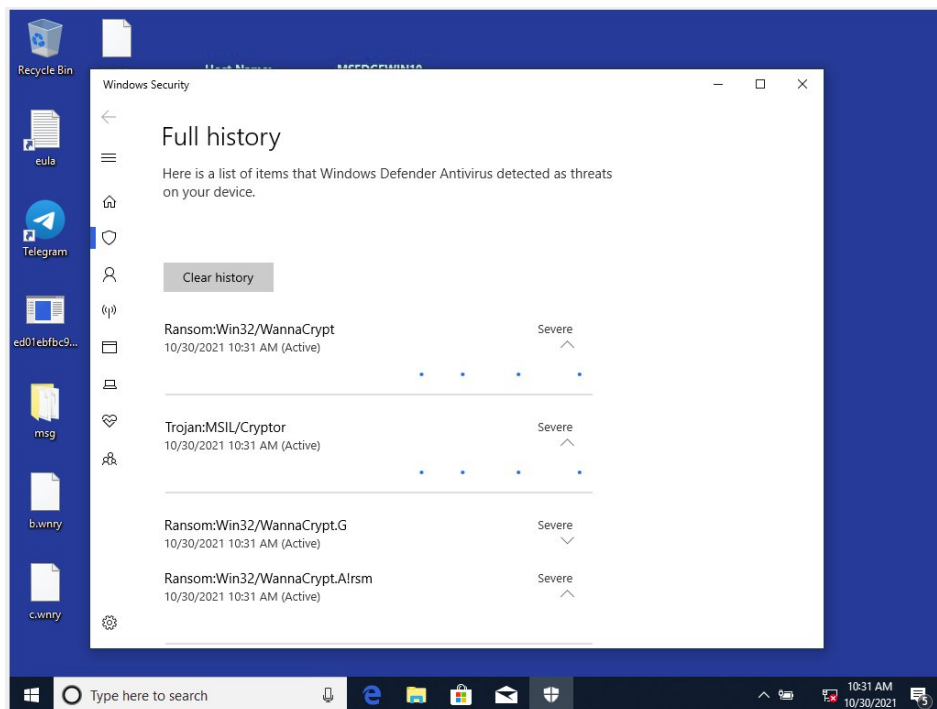 Recycle Bin
eula
Telegram
ed01ebfbc9...
msg
b.wnry
c.wnry
Host Name: MSEDGEWIN10
Windows Security
Full history
Here is a list of items that Windows Defender Antivirus detected as threats
on your device.
Clear history
Ransom:Win32/WannaCrypt Severe
10/30/2021 10:31 AM (Active)
Trojan:MSIL/Cryptor Severe
10/30/2021 10:31 AM (Active)
Ransom:Win32/WannaCrypt.G Severe
10/30/2021 10:31 AM (Active)
Ransom:Win32/WannaCrypt.A!rsm Severe
10/30/2021 10:31 AM (Active)
Type here to search
10:31 AM
10/30/2021
5